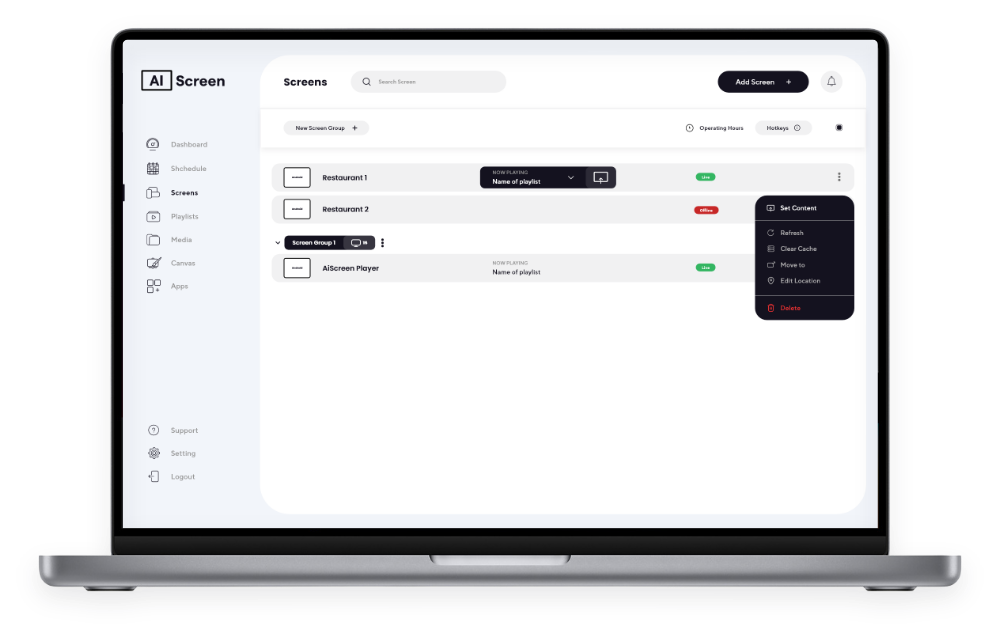 AI Screen
Screens
Search Screen
Add Screen +
New Screen Group +
Operating Hours
Hotkeys
Dashboard
Shchedule
Screens
Playlists
Media
Canvas
Apps
Support
Setting
Logout
Restaurant 1
NOW PLAYING
Name of playlist
Live
Restaurant 2
Offline
Screen Group 1
AiScreen Player
NOW PLAYING
Name of playlist
Live
Set Content
Refresh
Clear Cache
Move to
Edit Location
Delete